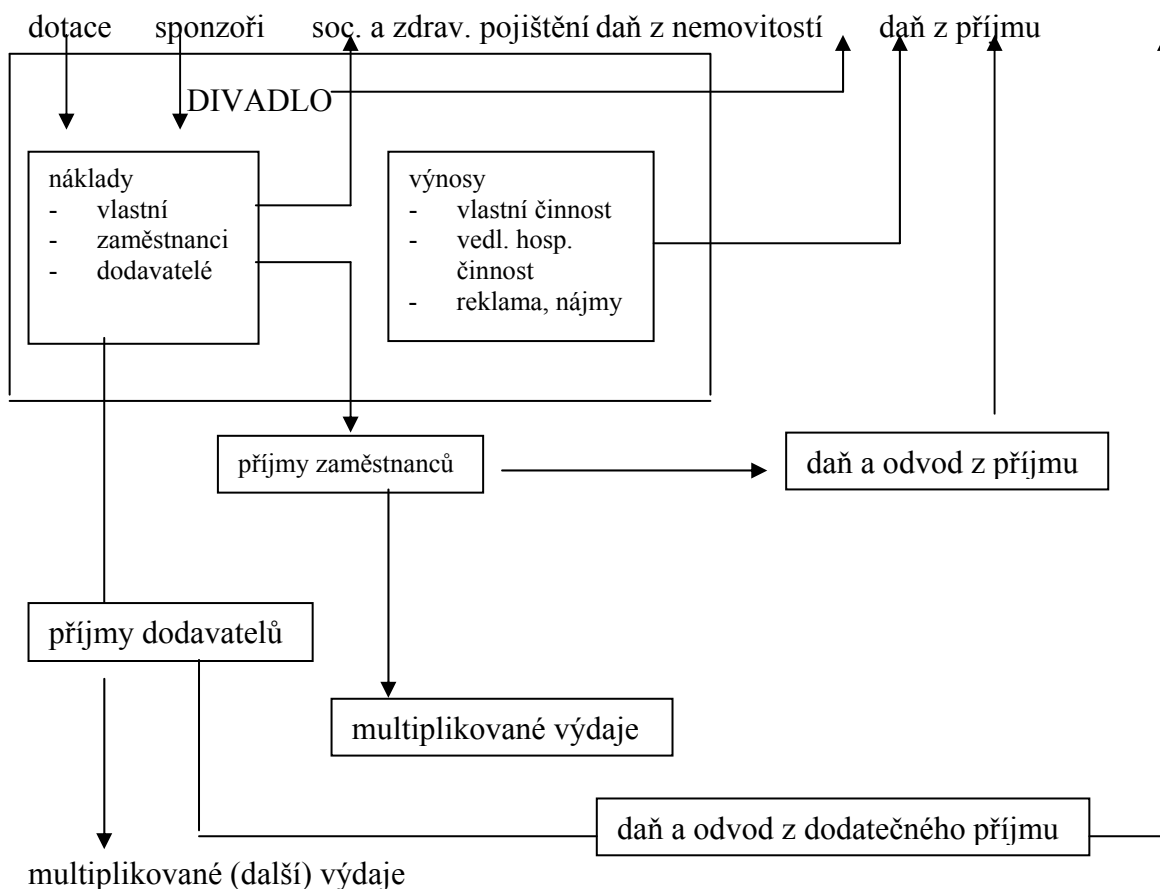 dotace sponzoři soc. a zdrav. pojištění daň z nemovitostí daň z příjmu
DIVADLO
náklady
- vlastní
- zaměstnanci
- dodavatelé
výnosy
- vlastní činnost
- vedl. hosp.
činnost
- reklama, nájmy
příjmy zaměstnanců
daň a odvod z příjmu
příjmy dodavatelů
multiplikované výdaje
daň a odvod z dodatečného příjmu
multiplikované (další) výdaje